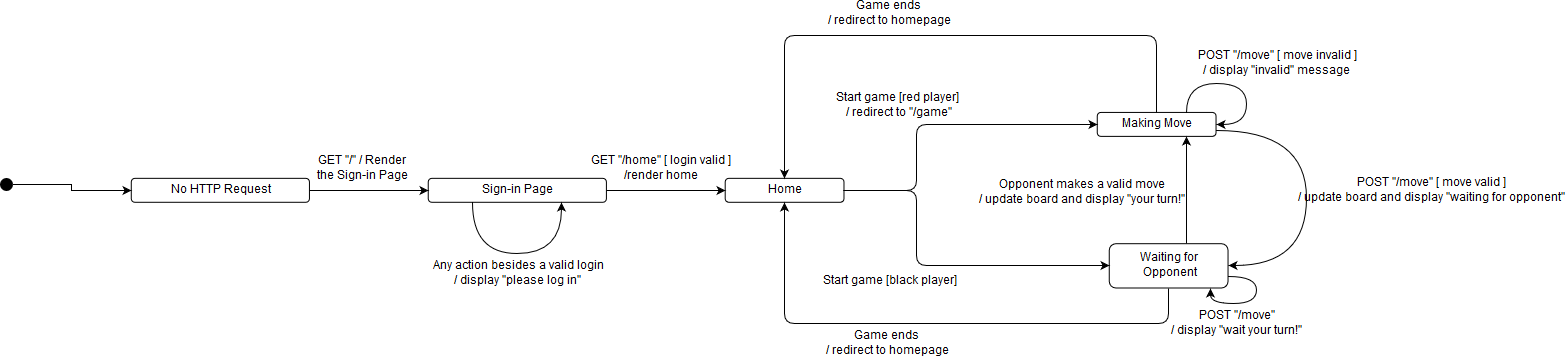 Game ends
/ redirect to homepage
POST "/move" [ move invalid ]
/ display "invalid" message
Start game [red player]
/ redirect to "/game"
Making Move
GET "/" / Render
the Sign-in Page
GET "/home" [ login valid ]
/render home
No HTTP Request
Sign-in Page
Home
Opponent makes a valid move
/ update board and display "your turn!"
POST "/move" [ move valid ]
/ update board and display "waiting for opponent"
Any action besides a valid login
/ display "please log in"
Start game [black player]
Waiting for
Opponent
POST "/move"
/ display "wait your turn!"
Game ends
/ redirect to homepage